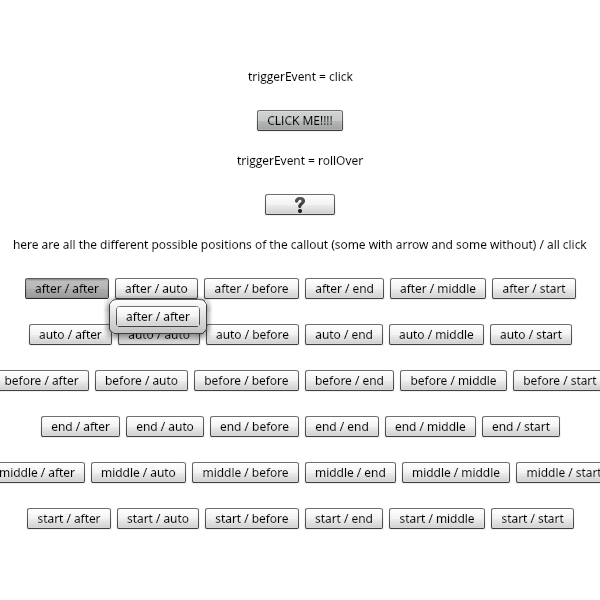 triggerEvent = click
CLICK ME!!!!
triggerEvent = rollOver
?
here are all the different possible positions of the callout (some with arrow and some without) / all click
after / after after / auto after / before after / end after / middle after / start
after / after
auto / after auto / auto auto / before auto / end auto / middle auto / start
before / after before / auto before / before before / end before / middle before / start
end / after end / auto end / before end / end end / middle end / start
middle / after middle / auto middle / before middle / end middle / middle middle / start
start / after start / auto start / before start / end start / middle start / start